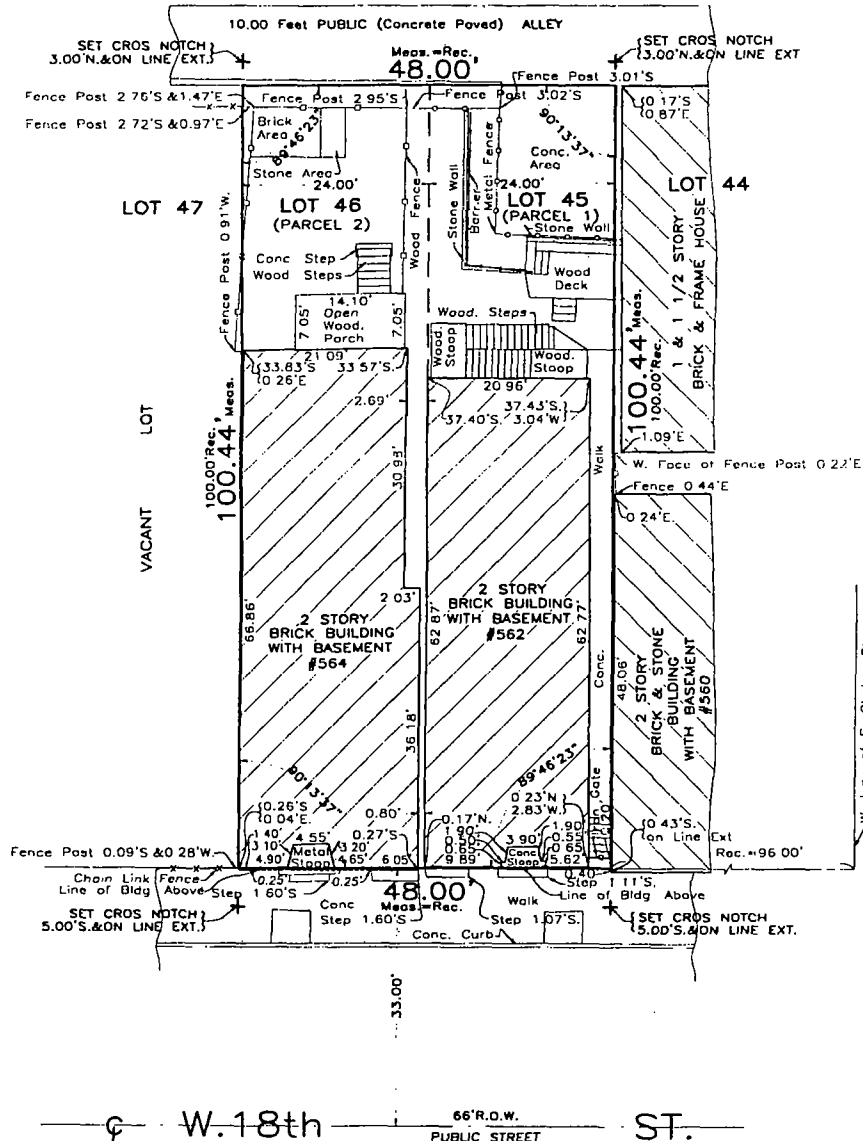 10.00 Feet PUBLIC (Concrete Paved) ALLEY
SET CROS NOTCH
3.00'N.&ON LINE EXT.
SET CROS NOTCH
3.00'N.&ON LINE EXT
Meas.=Rec.
48.00'
Fence Post 3.01'S
Fence Post 2 76'S &1.47'E
Fence Post 2.95'S
Fence Post 3.02'S
Fence Post 2 72'S &0.97'E
0.17'S
0.87'E
Brick
Area
89°46'23"
90°13'37"
Conc.
Area
Stone Area
24.00'
24.00'
LOT 47
LOT 46
(PARCEL 2)
LOT 45
(PARCEL 1)
LOT 44
Wood Fence
Stone Wall
Barrier
Metal Fence
Stone Wall
Fence Post 0.91'W.
Conc Step
Wood Steps
Wood
Deck
1 & 1 1/2 STORY
BRICK & FRAME HOUSE
14.10'
7.05'
Open
Wood.
Porch
7.05'
Wood. Steps
Wood.
Stoop
Wood.
Stoop
21 09'
33.83'S
0 26'E
33.57'S.
20 96'
2.69'
37.43'S.
37.40'S.
3.04'W
100.00'Rec.
100.44' Meas.
100.44' Meas.
100.00'Rec.
VACANT LOT
1.09'E
W. Face of Fence Post 0.22'E
Fence 0 44'E
0 24'E
30.93'
Walk
2 03'
2 STORY
BRICK BUILDING
WITH BASEMENT
#564
2 STORY
BRICK BUILDING
WITH BASEMENT
#562
66.86'
62 87'
62 77'
Conc.
48.06'
2 STORY
BRICK & STONE
BUILDING
WITH BASEMENT
#560
36 18'
90°13'37"
89°46'23"
Gate
0.26'S
0 04'E.
0.80'
0 23'N
2.83'W.
0.17'N.
0.27'S
1.40'
3.10'
4.90'
4.55'
Metal
Stoop
3.20'
4.65'
6.05'
1.90'
0.50'
0.65'
9.89'
3.90'
Conc
Stoop
1.90'
0.55'
0 65
5.62'
0.43'S.
on Line Ext
Rec.=96 00'
Fence Post 0.09'S &0.28'W.
Chain Link Fence
Line of Bldg Above
0.25'
0.25'
0.40'
Step 1.60'S
48.00'
Meas.=Rec.
Step 1.11'S.
Line of Bldg Above
SET CROS NOTCH
5.00'S.&ON LINE EXT.
Conc
Step 1.60'S
Walk
Step 1.07'S.
Conc. Curb
SET CROS NOTCH
5.00'S.&ON LINE EXT.
33.00'
W. 18th ST.
66'R.O.W.
PUBLIC STREET